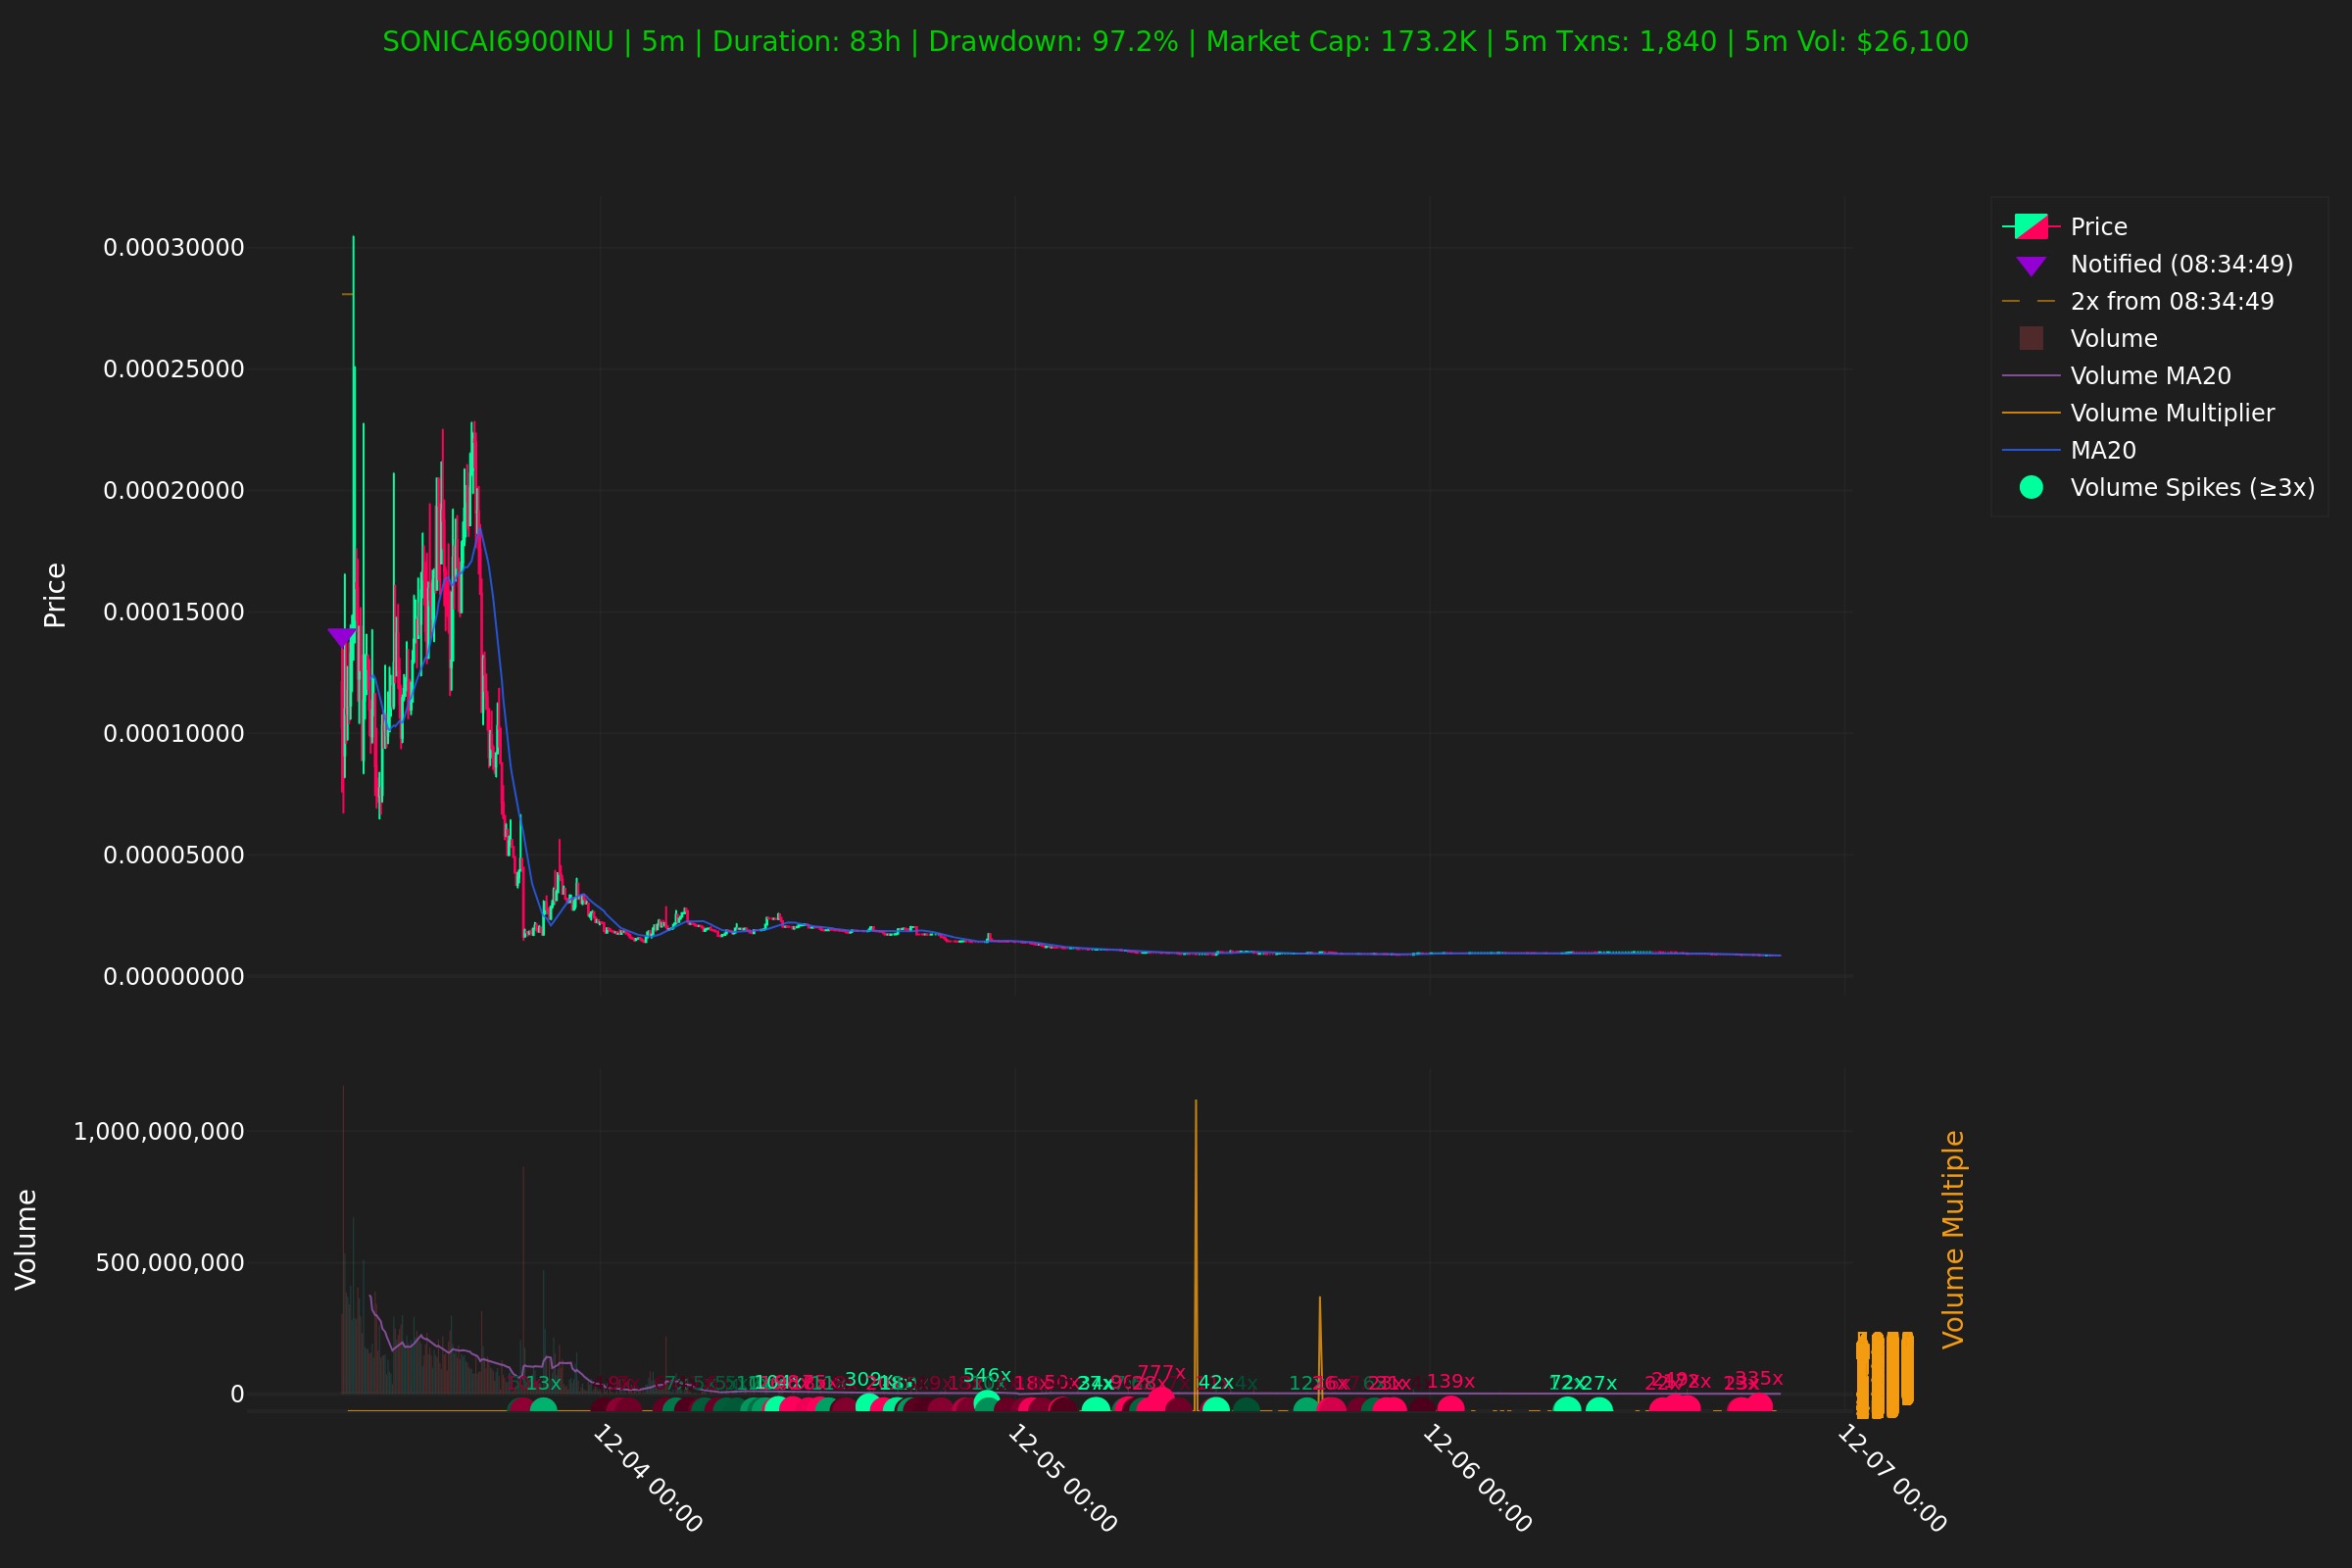 SONICAI6900INU | 5m | Duration: 83h | Drawdown: 97.2% | Market Cap: 173.2K | 5m Txns: 1,840 | 5m Vol: $26,100
Price
0.00030000
0.00025000
0.00020000
0.00015000
0.00010000
0.00005000
0.00000000
Price
Notified (08:34:49)
2x from 08:34:49
Volume
Volume MA20
Volume Multiplier
MA20
Volume Spikes (≥3x)
Volume
1,000,000,000
500,000,000
0
13x
104x
309x
546x
777x
42x
4x
139x
72x
27x
335x
Volume Multiple
12-04 00:00
12-05 00:00
12-06 00:00
12-07 00:00